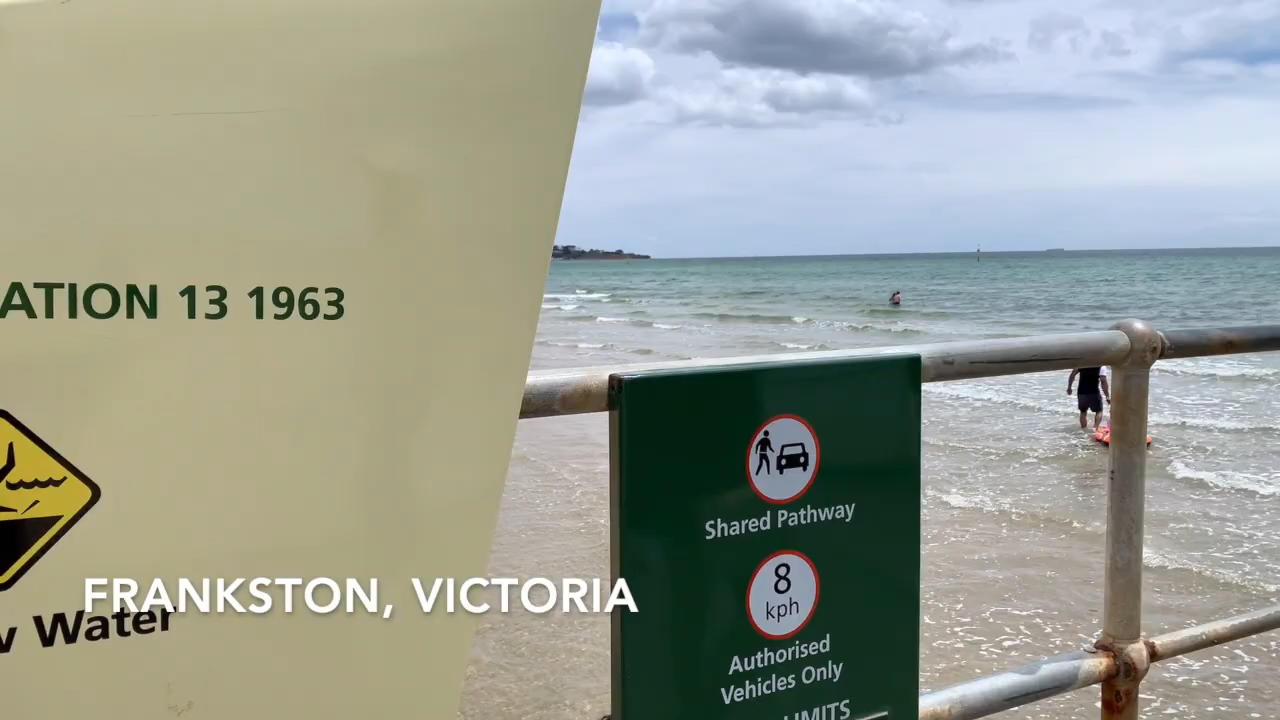 ATION 13 1963
Water
FRANKSTON, VICTORIA
Shared Pathway
8
kph
Authorised
Vehicles Only
LIMITS